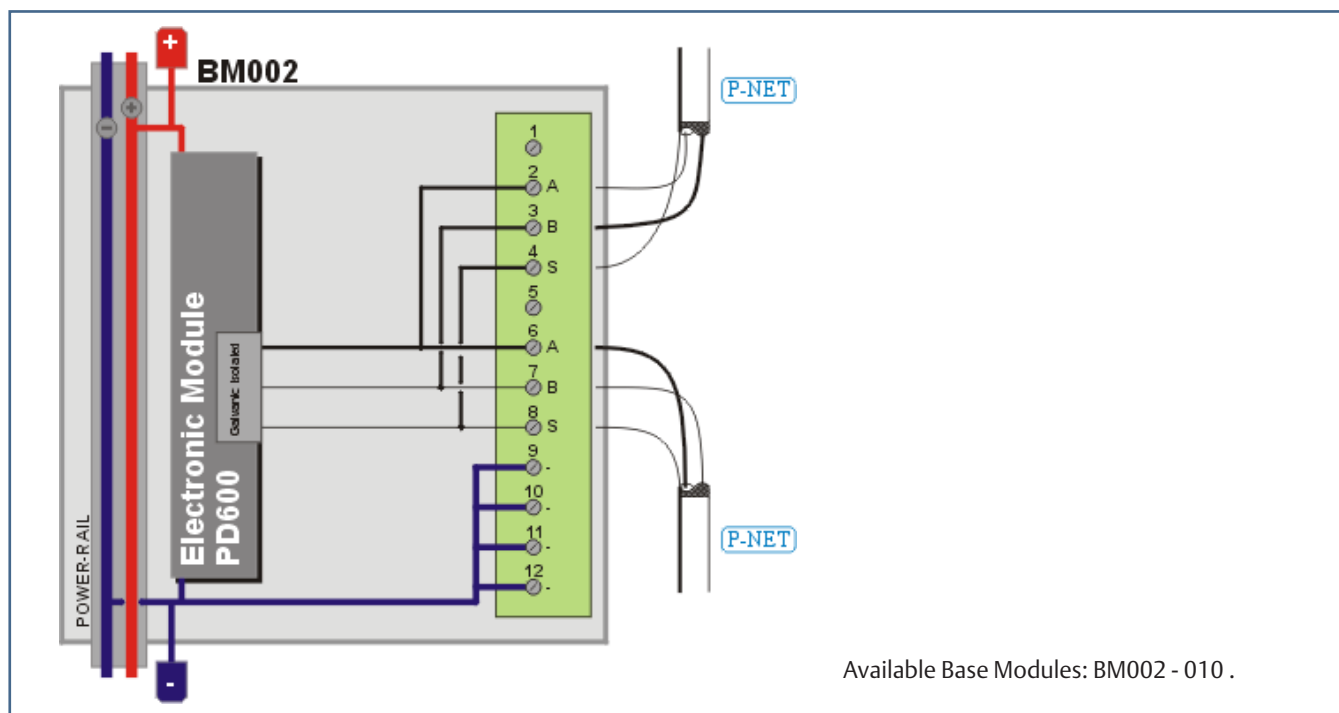 +
BM002
+
-
P-NET
1
2 A
3 B
4 S
5
6 A
7 B
8 S
9 -
10 -
11 -
12 -
Electronic Module
PD600
Galvanic Isolated
POWER-RAIL
P-NET
-
Available Base Modules: BM002 - 010 .